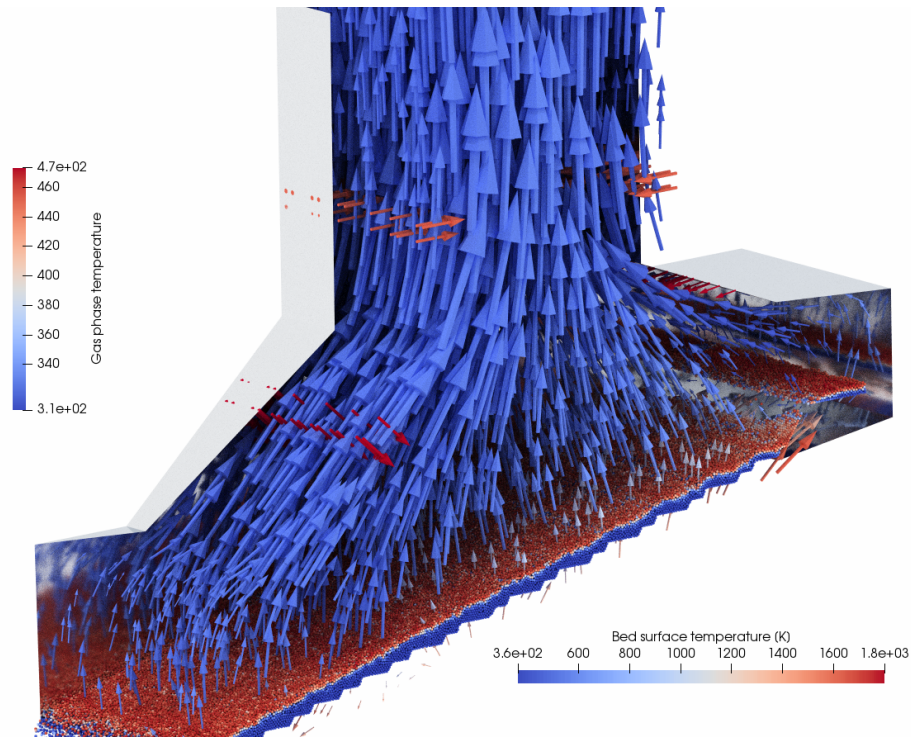 4.7e+02
460
440
420
400
380
360
340
3.1e+02
Gas phase temperature
Bed surface temperature (K)
3.6e+02 600 800 1000 1200 1400 1600 1.8e+03